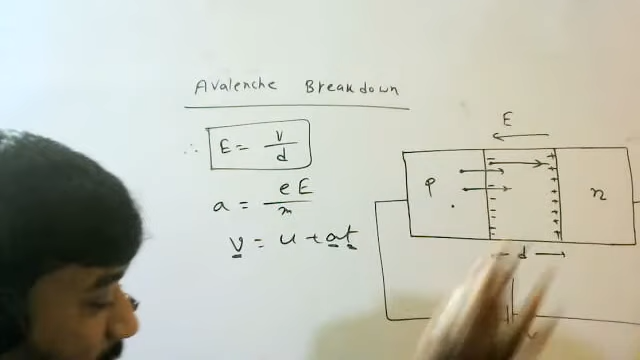 Avalenche Breakdown
∴ E = V/d
a = eE/m
v = u + at
E
p
n
d